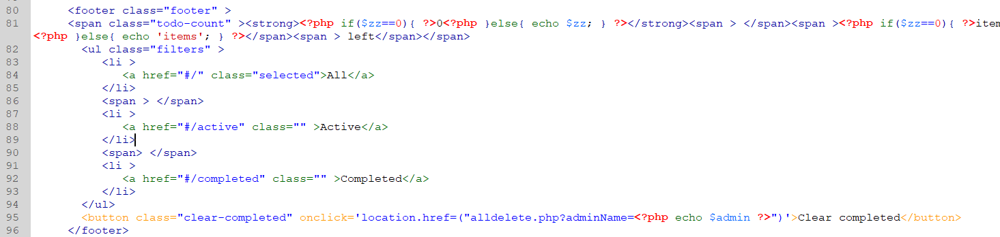 80 <footer class="footer" >
81 <span class="todo-count" ><strong><?php if($zz==0){ ?>0<?php }else{ echo $zz; } ?></strong><span > </span><span ><?php if($zz==0){ ?>item
<?php }else{ echo 'items'; } ?></span><span > left</span></span>
82 <ul class="filters" >
83 <li >
84 <a href="#/" class="selected">All</a>
85 </li>
86 <span > </span>
87 <li >
88 <a href="#/active" class="" >Active</a>
89 </li>
90 <span> </span>
91 <li >
92 <a href="#/completed" class="" >Completed</a>
93 </li>
94 </ul>
95 <button class="clear-completed" onclick='location.href=("alldelete.php?adminName=<?php echo $admin ?>")'>Clear completed</button>
96 </footer>